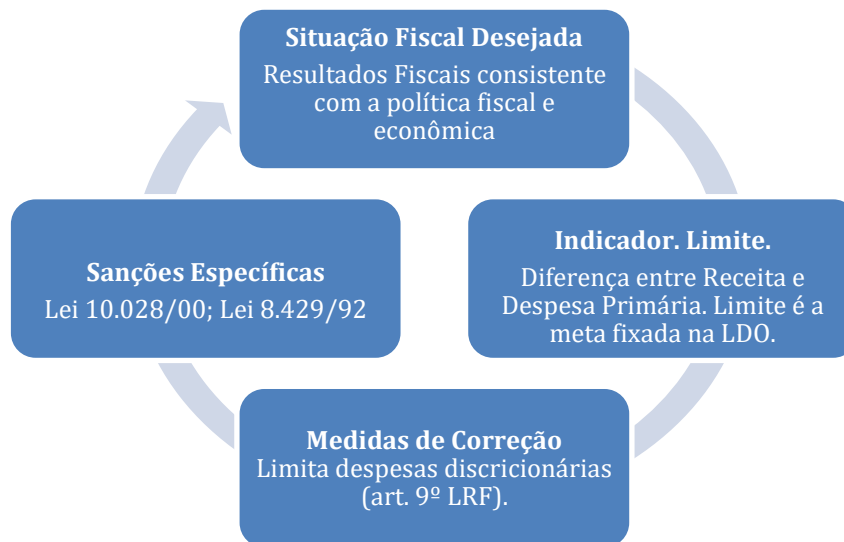 Situação Fiscal Desejada
Resultados Fiscais consistente
com a política fiscal e
econômica
Indicador. Limite.
Diferença entre Receita e
Despesa Primária. Limite é a
meta fixada na LDO.
Medidas de Correção
Limita despesas discricionárias
(art. 9º LRF).
Sanções Específicas
Lei 10.028/00; Lei 8.429/92